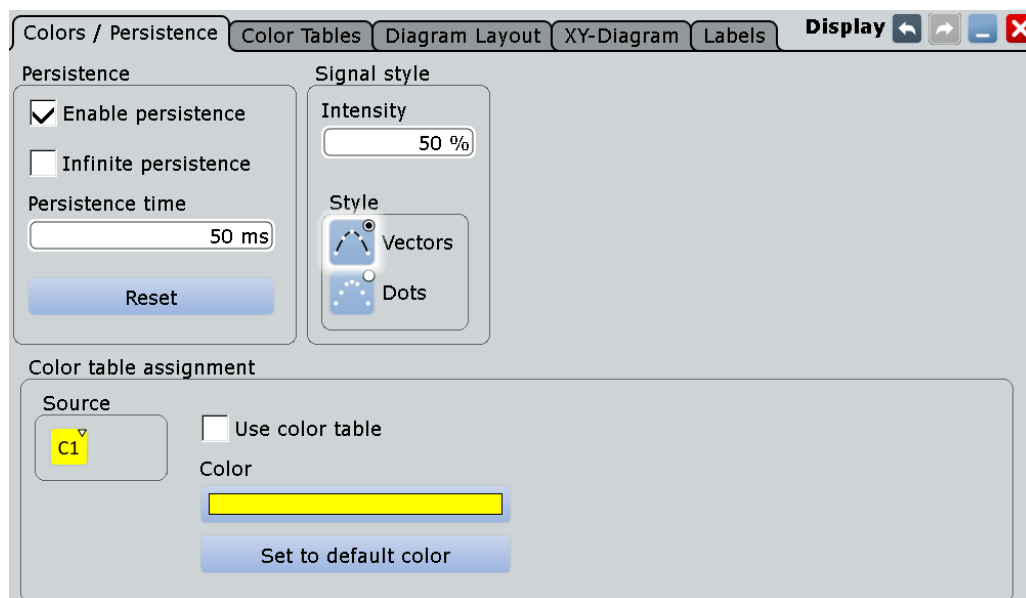 Colors / Persistence
Color Tables
Diagram Layout
XY-Diagram
Labels
Display
Persistence
Enable persistence
Infinite persistence
Persistence time
50 ms
Reset
Signal style
Intensity
50 %
Style
Vectors
Dots
Color table assignment
Source
C1
Use color table
Color
Set to default color